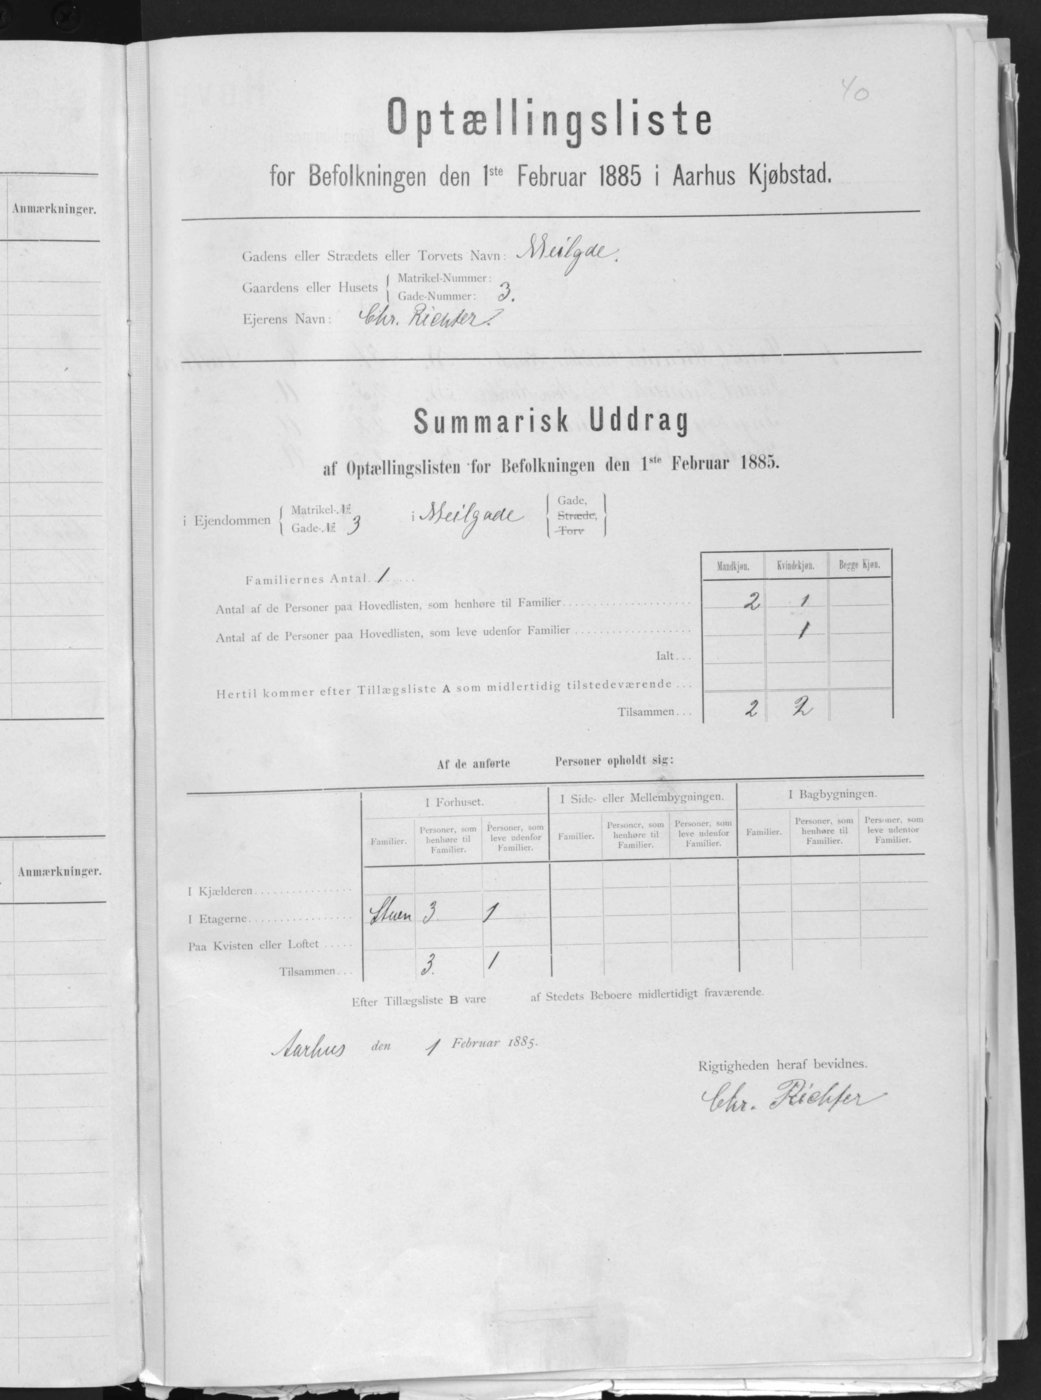 40
Optællingsliste
for Befolkningen den 1ste Februar 1885 i Aarhus Kjøbstad.
Gadens eller Strædets eller Torvets Navn: Meilgde.
Gaardens eller Husets { Matrikel-Nummer:
Gade-Nummer: 3.
Ejerens Navn: Chr. Richter.
Summarisk Uddrag
af Optællingslisten for Befolkningen den 1ste Februar 1885.
i Ejendommen { Matrikel-№
Gade-№ 3 i Meilgade { Gade, Stræde, Torv }
Mandkjøn. Kvindekjøn. Begge Kjøn.
Familiernes Antal. 1
Antal af de Personer paa Hovedlisten, som henhøre til Familier 2 1
Antal af de Personer paa Hovedlisten, som leve udenfor Familier 1
Ialt...
Hertil kommer efter Tillægsliste A som midlertidig tilstedeværende ...
Tilsammen... 2 2
Af de anførte Personer opholdt sig:
I Forhuset. I Side- eller Mellembygningen. I Bagbygningen.
Familier. Personer, som henhøre til Familier. Personer, som leve udenfor Familier. Familier. Personer, som henhøre til Familier. Personer, som leve udenfor Familier. Familier. Personer, som henhøre til Familier. Personer, som leve udenfor Familier.
I Kjælderen
I Etagerne Stuen 3 1
Paa Kvisten eller Loftet
Tilsammen... 3. 1
Efter Tillægsliste B vare af Stedets Beboere midlertidigt fraværende.
Aarhus den 1 Februar 1885.
Rigtigheden heraf bevidnes.
Chr. Richter
Anmærkninger.
Anmærkninger.